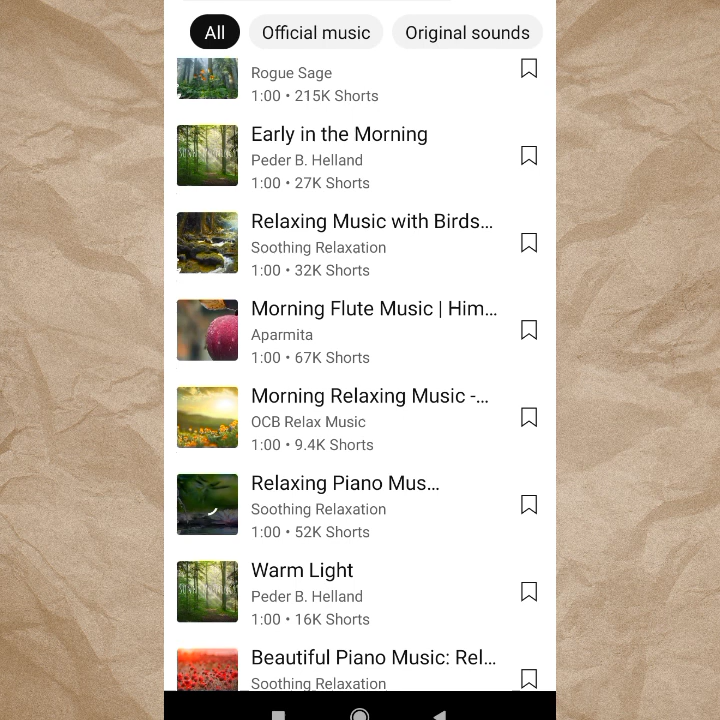 All
Official music
Original sounds
Rogue Sage
1:00 • 215K Shorts
Early in the Morning
Peder B. Helland
1:00 • 27K Shorts
Relaxing Music with Birds...
Soothing Relaxation
1:00 • 32K Shorts
Morning Flute Music | Him...
Aparmita
1:00 • 67K Shorts
Morning Relaxing Music -...
OCB Relax Music
1:00 • 9.4K Shorts
Relaxing Piano Mus...
Soothing Relaxation
1:00 • 52K Shorts
Warm Light
Peder B. Helland
1:00 • 16K Shorts
Beautiful Piano Music: Rel...
Soothing Relaxation